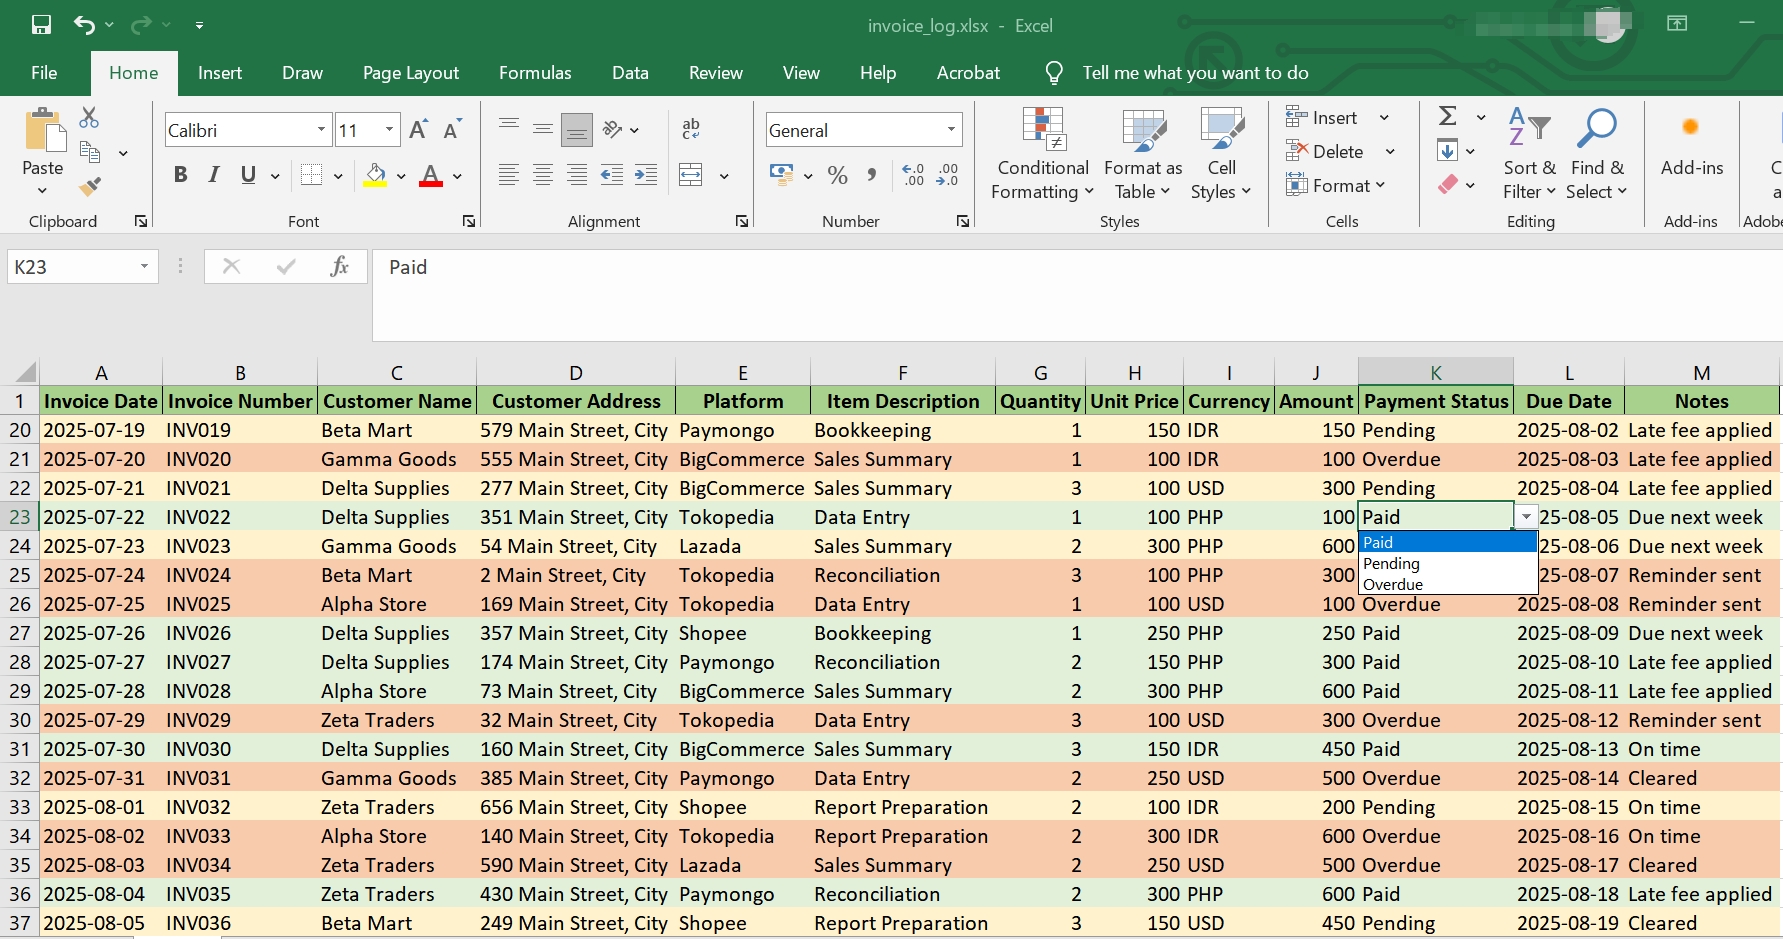 invoice_log.xlsx - Excel
File Home Insert Draw Page Layout Formulas Data Review View Help Acrobat Tell me what you want to do
Paste
Clipboard
Calibri 11
B I U
Font
ab c
Alignment
General
Number
Conditional Formatting
Format as Table
Cell Styles
Styles
Insert
Delete
Format
Cells
Sort & Filter
Find & Select
Editing
Add-ins
Add-ins
C
a
Adobe
K23 fx Paid
A B C D E F G H I J K L M
1 Invoice Date Invoice Number Customer Name Customer Address Platform Item Description Quantity Unit Price Currency Amount Payment Status Due Date Notes
20 2025-07-19 INV019 Beta Mart 579 Main Street, City Paymongo Bookkeeping 1 150 IDR 150 Pending 2025-08-02 Late fee applied
21 2025-07-20 INV020 Gamma Goods 555 Main Street, City BigCommerce Sales Summary 1 100 IDR 100 Overdue 2025-08-03 Late fee applied
22 2025-07-21 INV021 Delta Supplies 277 Main Street, City BigCommerce Sales Summary 3 100 USD 300 Pending 2025-08-04 Late fee applied
23 2025-07-22 INV022 Delta Supplies 351 Main Street, City Tokopedia Data Entry 1 100 PHP 100 Paid 25-08-05 Due next week
24 2025-07-23 INV023 Gamma Goods 54 Main Street, City Lazada Sales Summary 2 300 PHP 600 25-08-06 Due next week
Paid
Pending
Overdue
25 2025-07-24 INV024 Beta Mart 2 Main Street, City Tokopedia Reconciliation 3 100 PHP 300 25-08-07 Reminder sent
26 2025-07-25 INV025 Alpha Store 169 Main Street, City Tokopedia Data Entry 1 100 USD 100 Overdue 2025-08-08 Reminder sent
27 2025-07-26 INV026 Delta Supplies 357 Main Street, City Shopee Bookkeeping 1 250 PHP 250 Paid 2025-08-09 Due next week
28 2025-07-27 INV027 Delta Supplies 174 Main Street, City Paymongo Reconciliation 2 150 PHP 300 Paid 2025-08-10 Late fee applied
29 2025-07-28 INV028 Alpha Store 73 Main Street, City BigCommerce Sales Summary 2 300 PHP 600 Paid 2025-08-11 Late fee applied
30 2025-07-29 INV029 Zeta Traders 32 Main Street, City Tokopedia Data Entry 3 100 USD 300 Overdue 2025-08-12 Reminder sent
31 2025-07-30 INV030 Delta Supplies 160 Main Street, City BigCommerce Sales Summary 3 150 IDR 450 Paid 2025-08-13 On time
32 2025-07-31 INV031 Gamma Goods 385 Main Street, City Paymongo Data Entry 2 250 USD 500 Overdue 2025-08-14 Cleared
33 2025-08-01 INV032 Zeta Traders 656 Main Street, City Shopee Report Preparation 2 100 IDR 200 Pending 2025-08-15 On time
34 2025-08-02 INV033 Alpha Store 140 Main Street, City Tokopedia Report Preparation 2 300 IDR 600 Overdue 2025-08-16 On time
35 2025-08-03 INV034 Zeta Traders 590 Main Street, City Lazada Sales Summary 2 250 USD 500 Overdue 2025-08-17 Cleared
36 2025-08-04 INV035 Zeta Traders 430 Main Street, City Paymongo Reconciliation 2 300 PHP 600 Paid 2025-08-18 Late fee applied
37 2025-08-05 INV036 Beta Mart 249 Main Street, City Shopee Report Preparation 3 150 USD 450 Pending 2025-08-19 Cleared